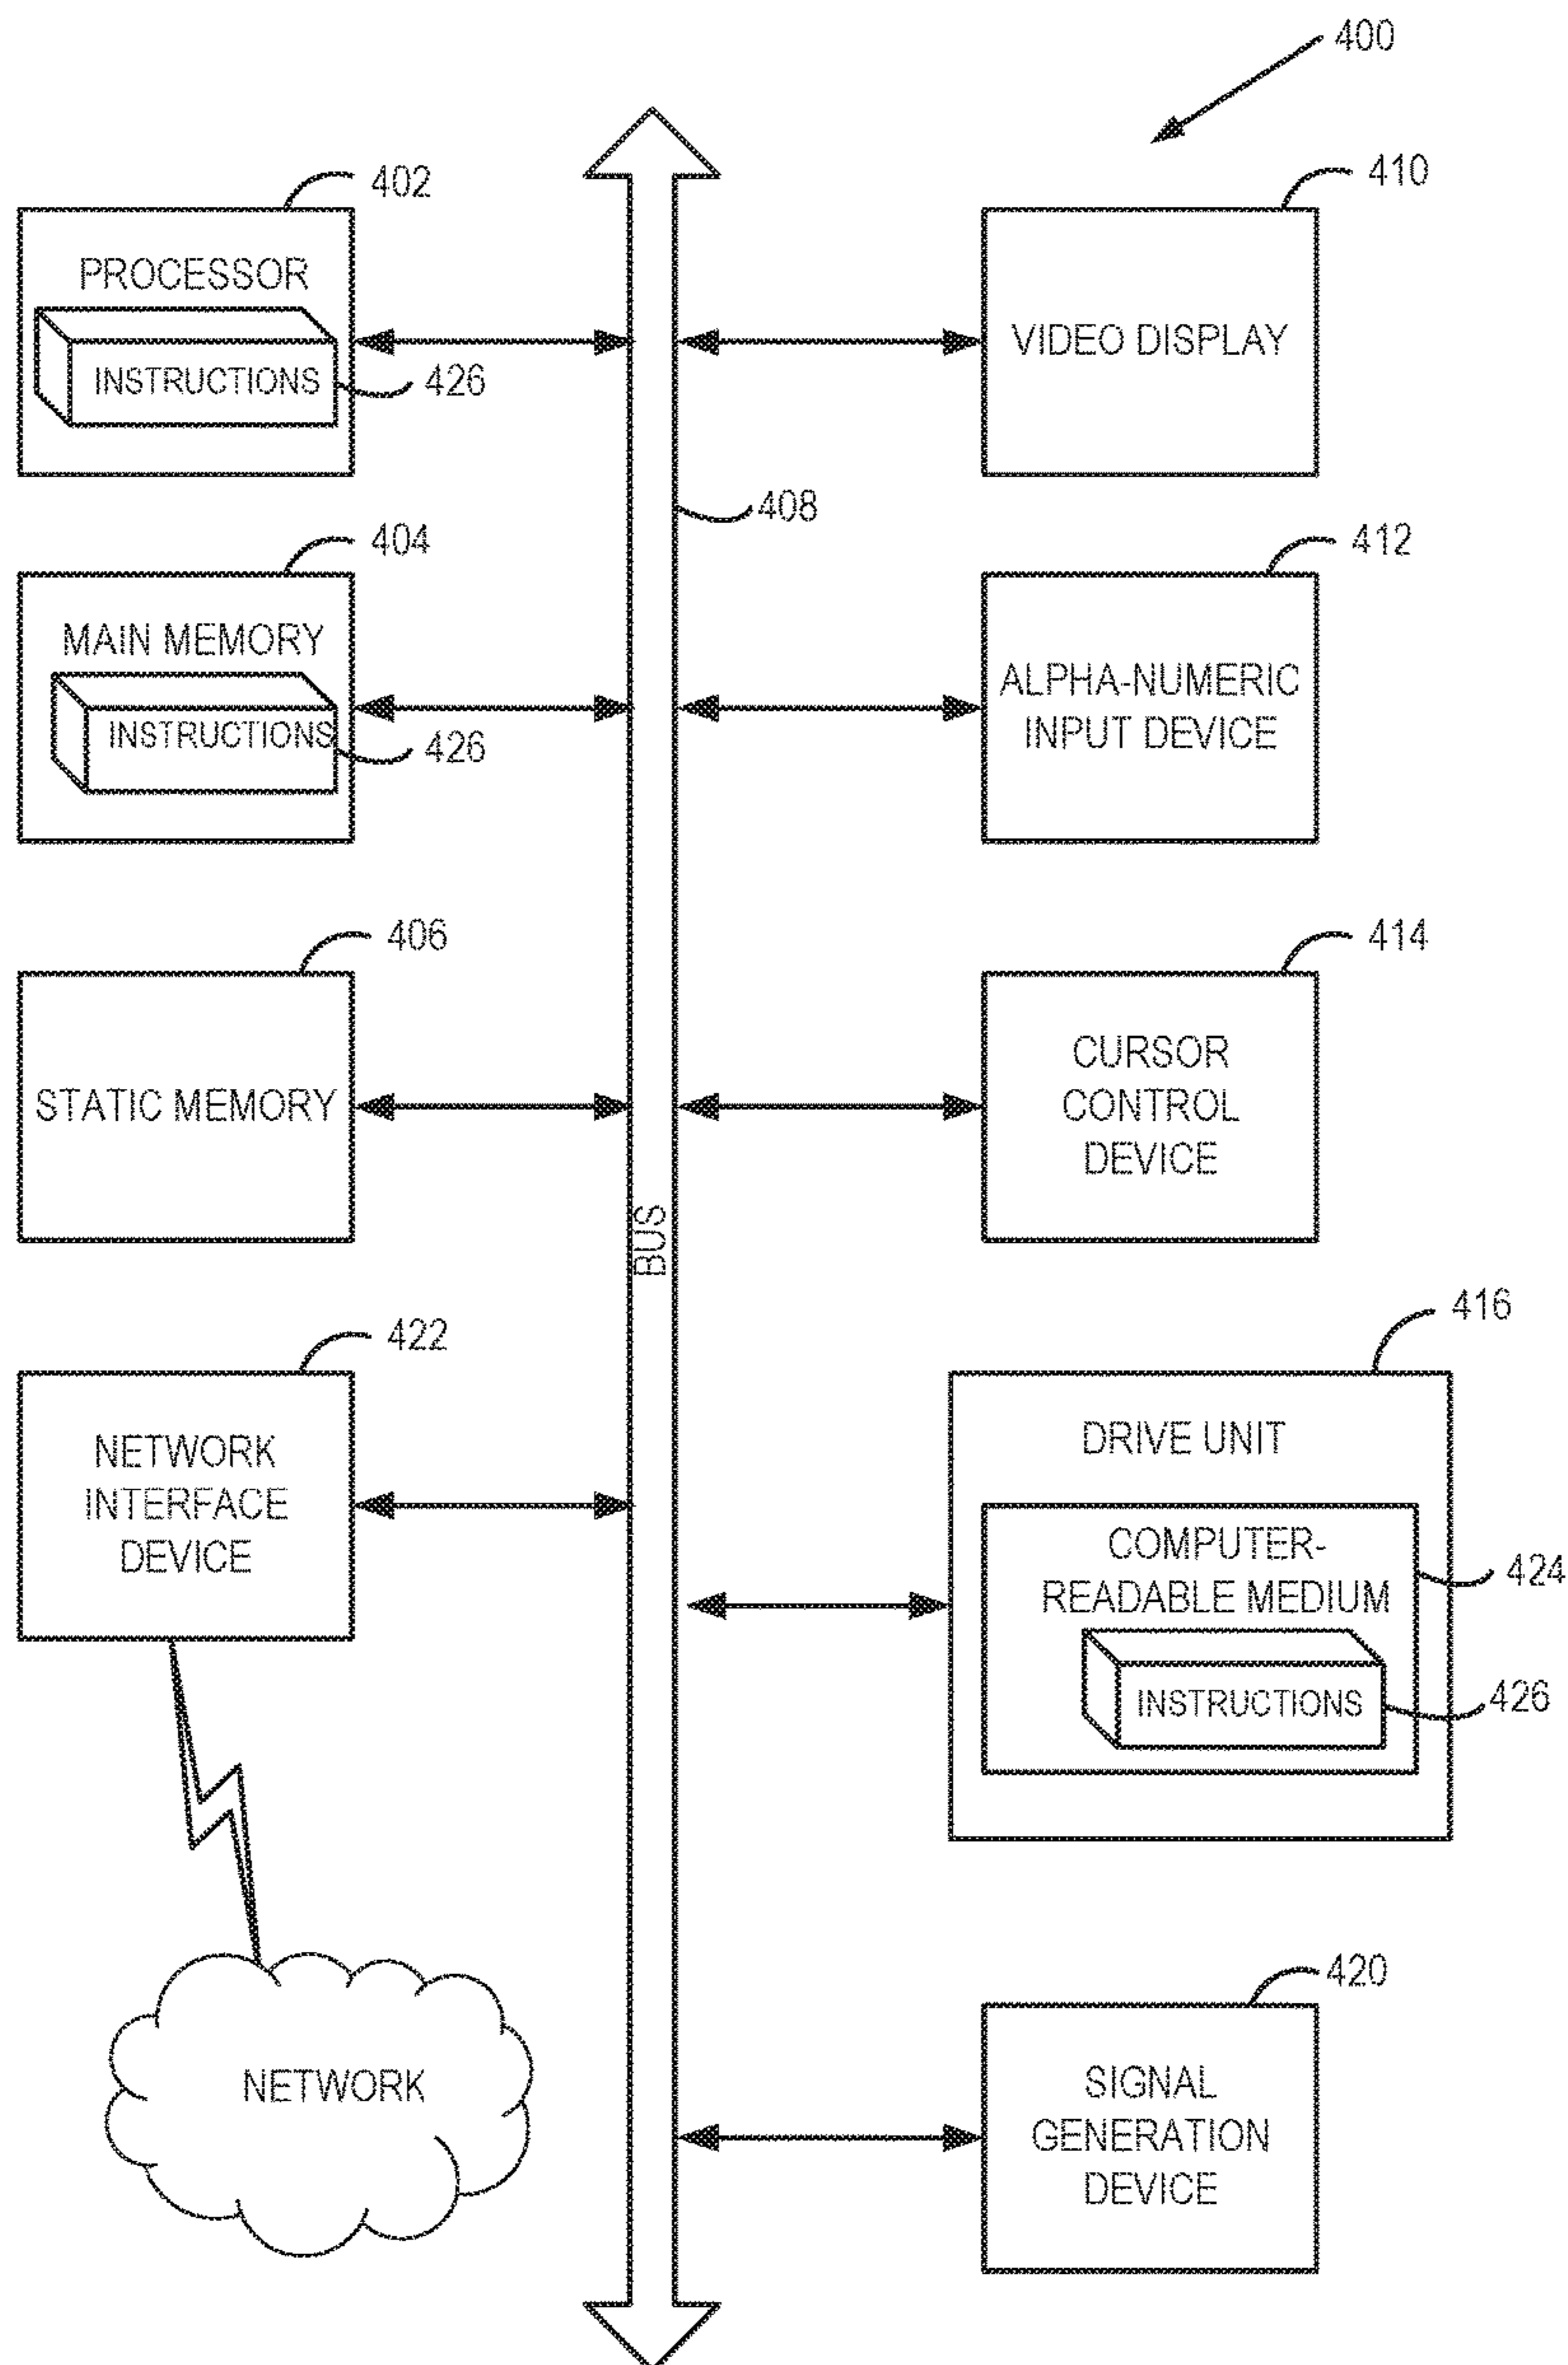 400
402
PROCESSOR
INSTRUCTIONS
426
410
VIDEO DISPLAY
408
404
MAIN MEMORY
INSTRUCTIONS
426
412
ALPHA-NUMERIC
INPUT DEVICE
406
STATIC MEMORY
414
CURSOR
CONTROL
DEVICE
BUS
422
NETWORK
INTERFACE
DEVICE
416
DRIVE UNIT
COMPUTER-
READABLE MEDIUM
424
INSTRUCTIONS
426
NETWORK
420
SIGNAL
GENERATION
DEVICE